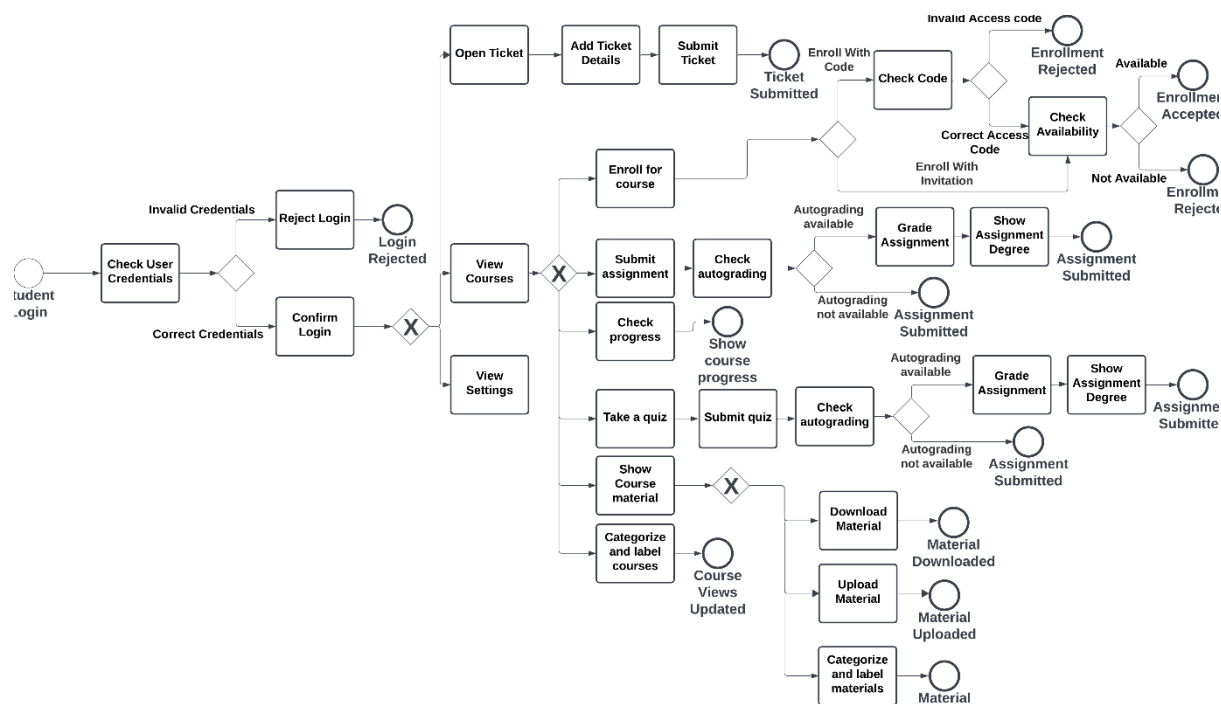 Invalid Access code
Enrollment
Rejected
Available
Enrollmen
Accepted
Open Ticket
Add Ticket
Details
Submit
Ticket
Ticket
Submitted
Enroll With
Code
Check Code
Correct Access
Code
Check
Availability
Not Available
Enrollm
Rejecte
Enroll for
course
Enroll With
Invitation
Invalid Credentials
Reject Login
Login
Rejected
Student
Login
Check User
Credentials
Correct Credentials
Confirm
Login
X
View
Courses
X
View
Settings
Submit
assignment
Check
autograding
Autograding
available
Grade
Assignment
Show
Assignment
Degree
Assignment
Submitted
Autograding
not available
Assignment
Submitted
Check
progress
Show
course
progress
Take a quiz
Submit quiz
Check
autograding
Autograding
available
Grade
Assignment
Show
Assignment
Degree
Assignme
Submitte
Autograding
not available
Assignment
Submitted
Show
Course
material
X
Download
Material
Material
Downloaded
Categorize
and label
courses
Course
Views
Updated
Upload
Material
Material
Uploaded
Categorize
and label
materials
Material